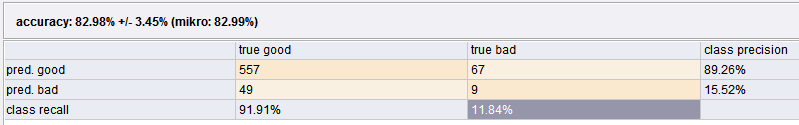 accuracy: 82.98% +/- 3.45% (mikro: 82.99%)
true good true bad class precision
pred. good 557 67 89.26%
pred. bad 49 9 15.52%
class recall 91.91% 11.84%